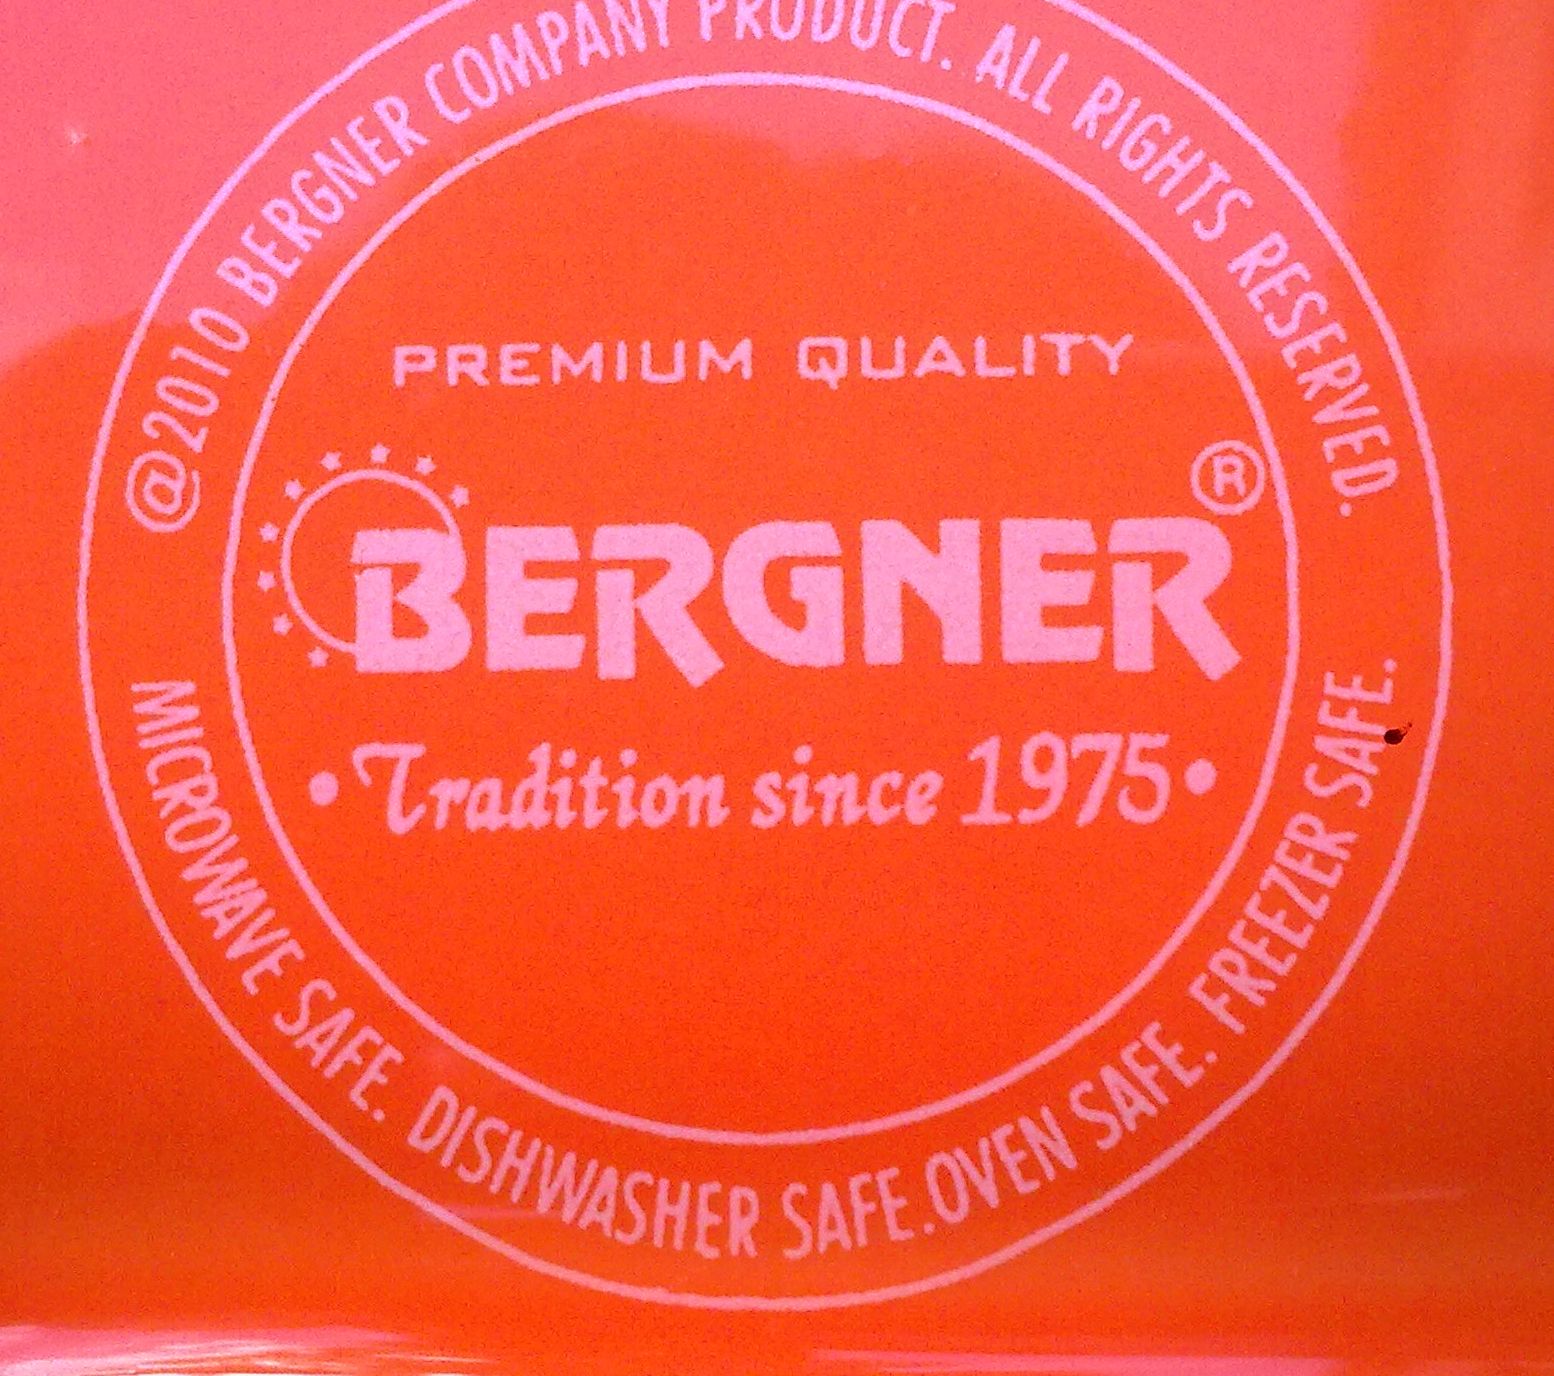 @2010 BERGNER COMPANY PRODUCT. ALL RIGHTS RESERVED.
PREMIUM QUALITY
BERGNER®
•Tradition since 1975•
MICROWAVE SAFE. DISHWASHER SAFE.OVEN SAFE. FREEZER SAFE.